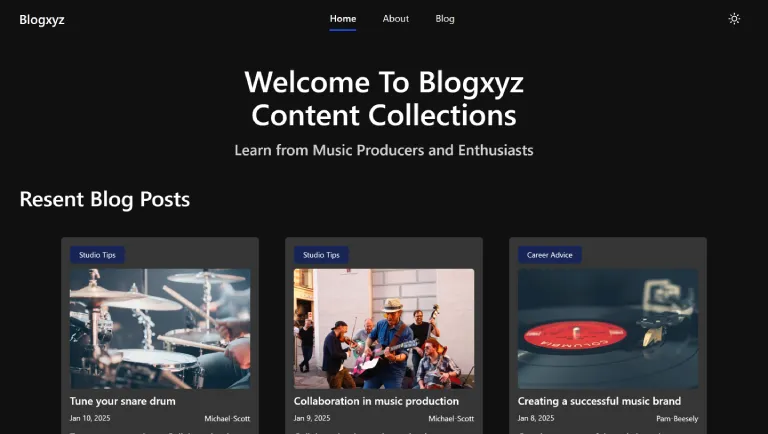 Blogxyz
Home About Blog
Welcome To Blogxyz
Content Collections
Learn from Music Producers and Enthusiasts
Resent Blog Posts
Studio Tips
Studio Tips
Career Advice
COLUMBIA
Tune your snare drum
Jan 10, 2025 Michael Scott
Collaboration in music production
Jan 9, 2025 Michael Scott
Creating a successful music brand
Jan 8, 2025 Pam Beesely